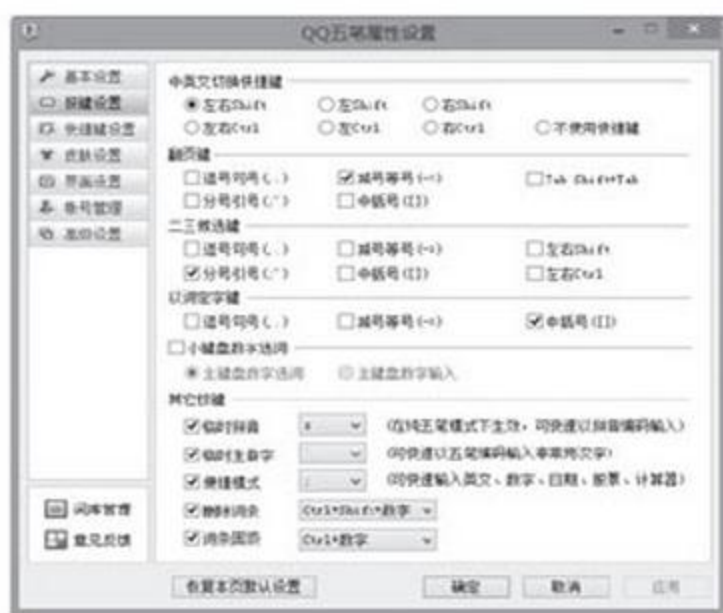 QQ五笔属性设置
基本设置
按键设置
快捷键设置
皮肤设置
界面设置
账号管理
高级设置
词库管理
意见反馈
中英文切换快捷键
左右Shift 左Shift 右Shift
左右Ctrl 左Ctrl 右Ctrl 不使用快捷键
翻页键
逗号句号(,.) 减号等号(-=) Tab Shift+Tab
分号引号(;') 中括号([])
二三候选键
逗号句号(,.) 减号等号(-=) 左右Shift
分号引号(;') 中括号([]) 左右Ctrl
以词定字键
逗号句号(,.) 减号等号(-=) 中括号([])
小键盘数字选词
主键盘数字选词 主键盘数字输入
其它按键
临时拼音 z (在纯五笔模式下生效,可快速以拼音编码输入)
临时生僻字 (可快速以五笔编码输入非常用汉字)
便捷模式 ; (可快速输入英文、数字、日期、股票、计算器)
删除词条 Ctrl+Shift+数字
词条固顶 Ctrl+数字
恢复本页默认设置 确定 取消 应用